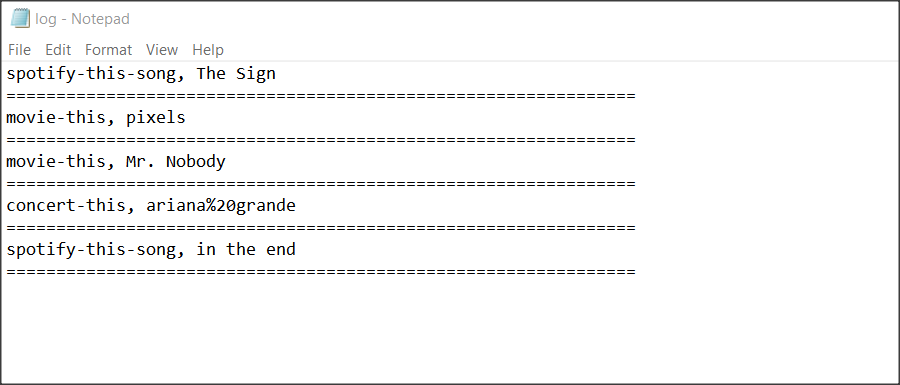 log - Notepad
File Edit Format View Help
spotify-this-song, The Sign
===============================================================
movie-this, pixels
===============================================================
movie-this, Mr. Nobody
===============================================================
concert-this, ariana%20grande
===============================================================
spotify-this-song, in the end
===============================================================